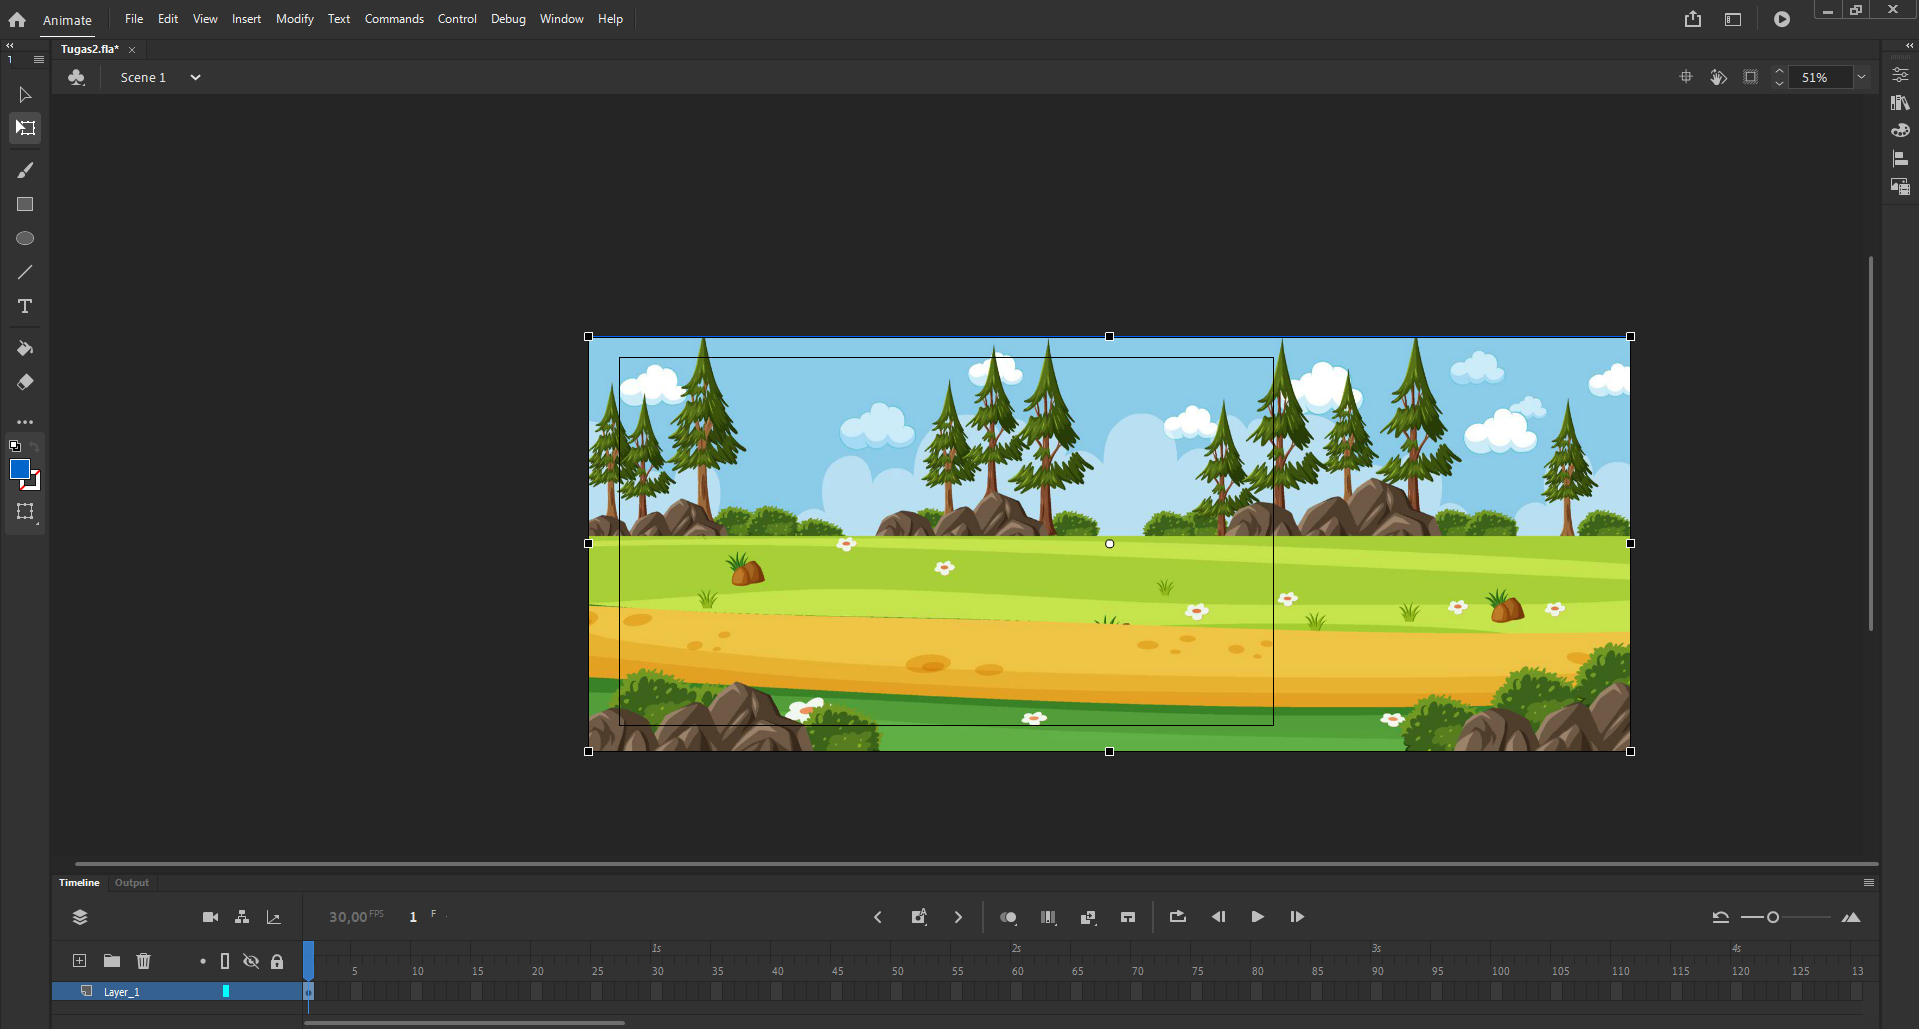 Animate File Edit View Insert Modify Text Commands Control Debug Window Help
Tugas2.fla* ×
Scene 1 51%
Timeline Output
30,00 FPS 1 F
1s 2s 3s 4s
5 10 15 20 25 30 35 40 45 50 55 60 65 70 75 80 85 90 95 100 105 110 115 120 125 13
Layer_1